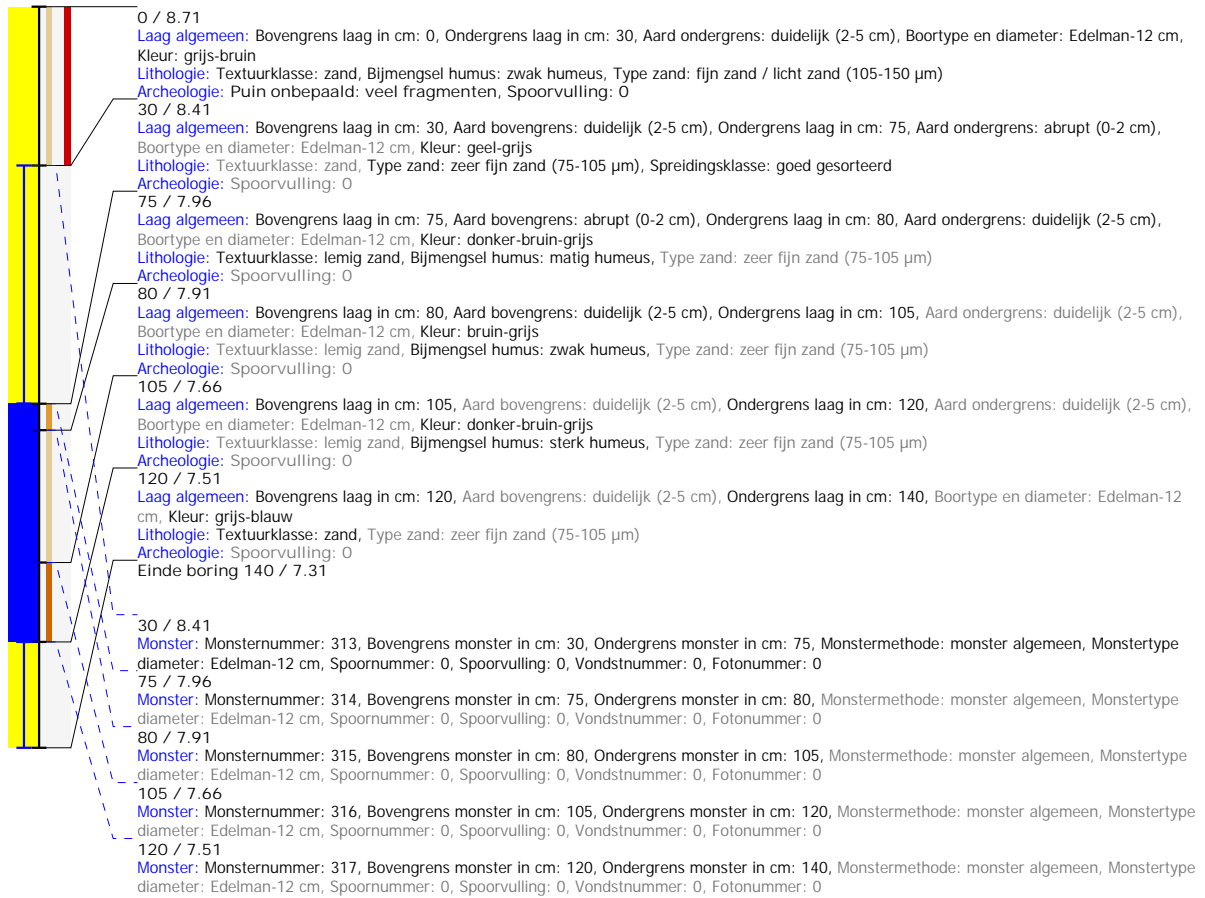 0 / 8.71
Laag algemeen: Bovengrens laag in cm: 0, Ondergrens laag in cm: 30, Aard ondergrens: duidelijk (2-5 cm), Boortype en diameter: Edelman-12 cm,
Kleur: grijs-bruin
Lithologie: Textuurklasse: zand, Bijmengsel humus: zwak humeus, Type zand: fijn zand / licht zand (105-150 µm)
Archeologie: Puin onbepaald: veel fragmenten, Spoorvulling: 0
30 / 8.41
Laag algemeen: Bovengrens laag in cm: 30, Aard bovengrens: duidelijk (2-5 cm), Ondergrens laag in cm: 75, Aard ondergrens: abrupt (0-2 cm),
Boortype en diameter: Edelman-12 cm, Kleur: geel-grijs
Lithologie: Textuurklasse: zand, Type zand: zeer fijn zand (75-105 µm), Spreidingsklasse: goed gesorteerd
Archeologie: Spoorvulling: 0
75 / 7.96
Laag algemeen: Bovengrens laag in cm: 75, Aard bovengrens: abrupt (0-2 cm), Ondergrens laag in cm: 80, Aard ondergrens: duidelijk (2-5 cm),
Boortype en diameter: Edelman-12 cm, Kleur: donker-bruin-grijs
Lithologie: Textuurklasse: lemig zand, Bijmengsel humus: matig humeus, Type zand: zeer fijn zand (75-105 µm)
Archeologie: Spoorvulling: 0
80 / 7.91
Laag algemeen: Bovengrens laag in cm: 80, Aard bovengrens: duidelijk (2-5 cm), Ondergrens laag in cm: 105, Aard ondergrens: duidelijk (2-5 cm),
Boortype en diameter: Edelman-12 cm, Kleur: bruin-grijs
Lithologie: Textuurklasse: lemig zand, Bijmengsel humus: zwak humeus, Type zand: zeer fijn zand (75-105 µm)
Archeologie: Spoorvulling: 0
105 / 7.66
Laag algemeen: Bovengrens laag in cm: 105, Aard bovengrens: duidelijk (2-5 cm), Ondergrens laag in cm: 120, Aard ondergrens: duidelijk (2-5 cm),
Boortype en diameter: Edelman-12 cm, Kleur: donker-bruin-grijs
Lithologie: Textuurklasse: lemig zand, Bijmengsel humus: sterk humeus, Type zand: zeer fijn zand (75-105 µm)
Archeologie: Spoorvulling: 0
120 / 7.51
Laag algemeen: Bovengrens laag in cm: 120, Aard bovengrens: duidelijk (2-5 cm), Ondergrens laag in cm: 140, Boortype en diameter: Edelman-12
cm, Kleur: grijs-blauw
Lithologie: Textuurklasse: zand, Type zand: zeer fijn zand (75-105 µm)
Archeologie: Spoorvulling: 0
Einde boring 140 / 7.31
30 / 8.41
Monster: Monsternummer: 313, Bovengrens monster in cm: 30, Ondergrens monster in cm: 75, Monstermethode: monster algemeen, Monstertype
diameter: Edelman-12 cm, Spoornummer: 0, Spoorvulling: 0, Vondstnummer: 0, Fotonummer: 0
75 / 7.96
Monster: Monsternummer: 314, Bovengrens monster in cm: 75, Ondergrens monster in cm: 80, Monstermethode: monster algemeen, Monstertype
diameter: Edelman-12 cm, Spoornummer: 0, Spoorvulling: 0, Vondstnummer: 0, Fotonummer: 0
80 / 7.91
Monster: Monsternummer: 315, Bovengrens monster in cm: 80, Ondergrens monster in cm: 105, Monstermethode: monster algemeen, Monstertype
diameter: Edelman-12 cm, Spoornummer: 0, Spoorvulling: 0, Vondstnummer: 0, Fotonummer: 0
105 / 7.66
Monster: Monsternummer: 316, Bovengrens monster in cm: 105, Ondergrens monster in cm: 120, Monstermethode: monster algemeen, Monstertype
diameter: Edelman-12 cm, Spoornummer: 0, Spoorvulling: 0, Vondstnummer: 0, Fotonummer: 0
120 / 7.51
Monster: Monsternummer: 317, Bovengrens monster in cm: 120, Ondergrens monster in cm: 140, Monstermethode: monster algemeen, Monstertype
diameter: Edelman-12 cm, Spoornummer: 0, Spoorvulling: 0, Vondstnummer: 0, Fotonummer: 0